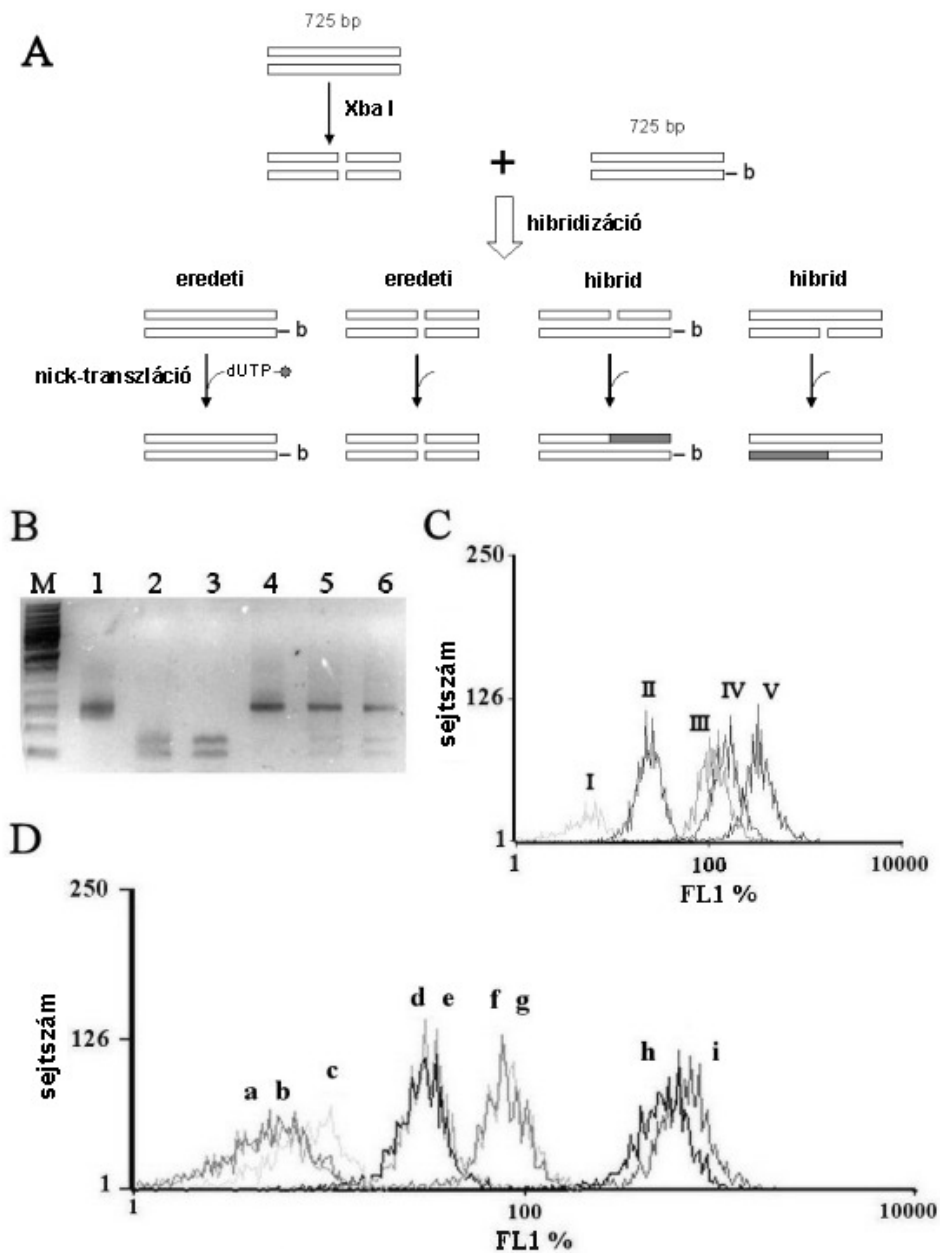 A
725 bp
Xba I
725 bp
+
b
hibridizáció
eredeti eredeti hibrid hibrid
b b
nick-transzláció dUTP
b b
B
M 1 2 3 4 5 6
C
250
126
1
sejtszám
I II III IV V
1 100 10000
FL1 %
D
250
126
1
sejtszám
a b c d e f g h i
1 100 10000
FL1 %